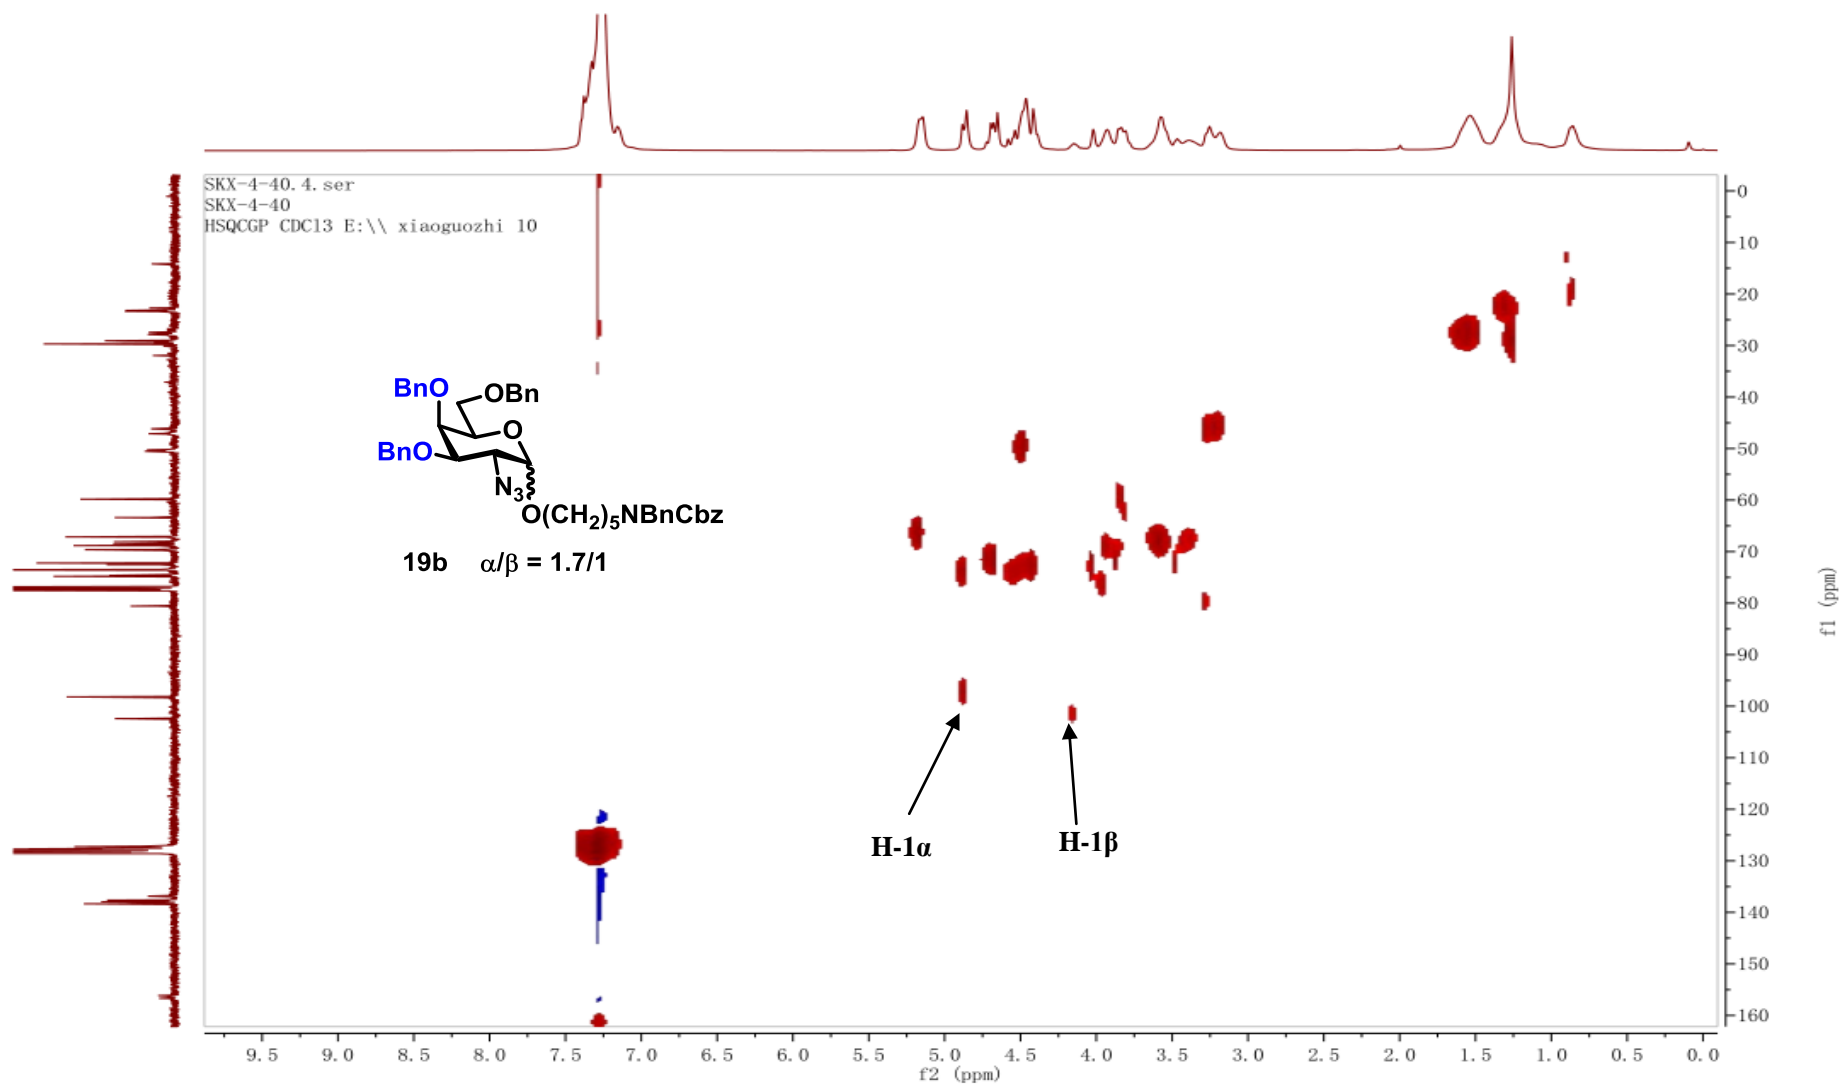 SKX-4-40.4.ser
SKX-4-40
HSQCGP CDCl3 E:\\ xiaoguozhi 10
BnO
OBn
O
BnO
N3
O(CH2)5NBnCbz
19b α/β = 1.7/1
H-1α
H-1β
0
10
20
30
40
50
60
70
80
90
100
110
120
130
140
150
160
f1 (ppm)
9.5 9.0 8.5 8.0 7.5 7.0 6.5 6.0 5.5 5.0 4.5 4.0 3.5 3.0 2.5 2.0 1.5 1.0 0.5 0.0
f2 (ppm)